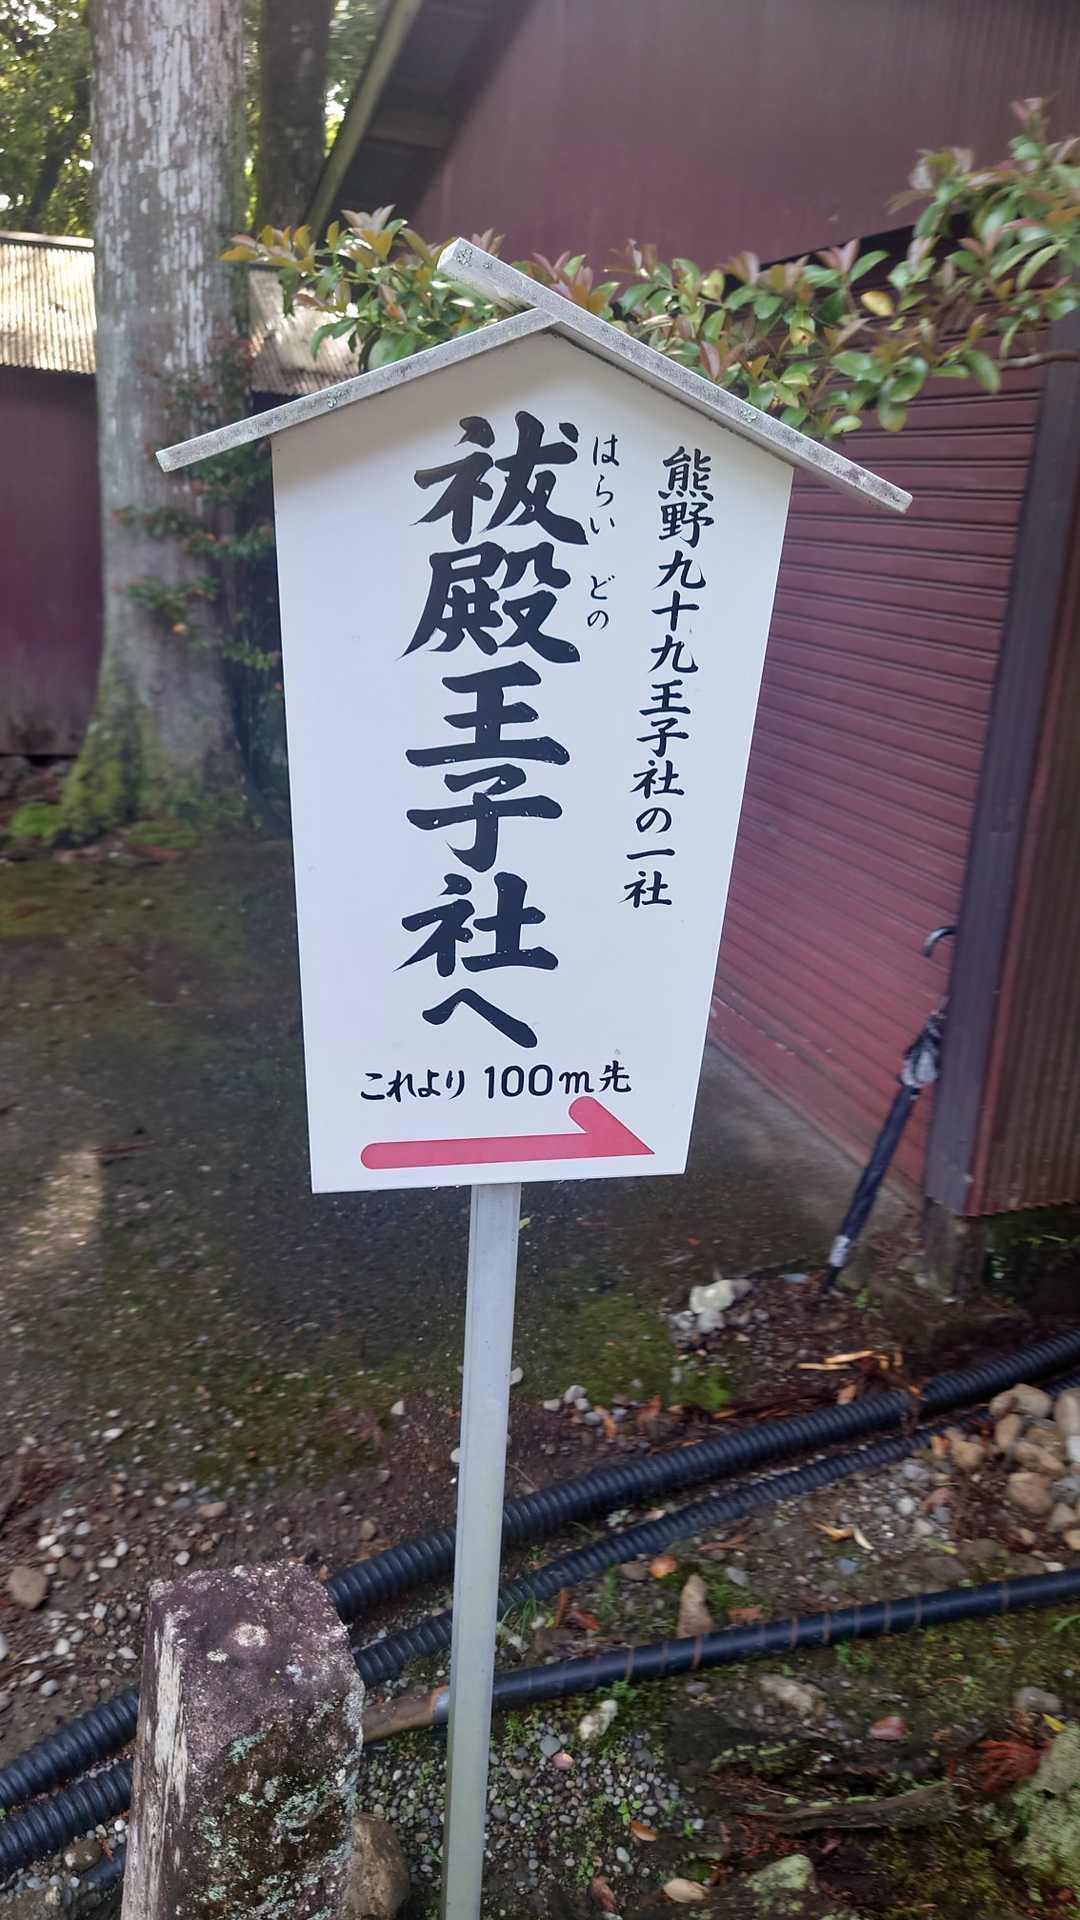 熊野九十九王子社の一社
はらい どの
祓殿王子社へ
これより 100m先